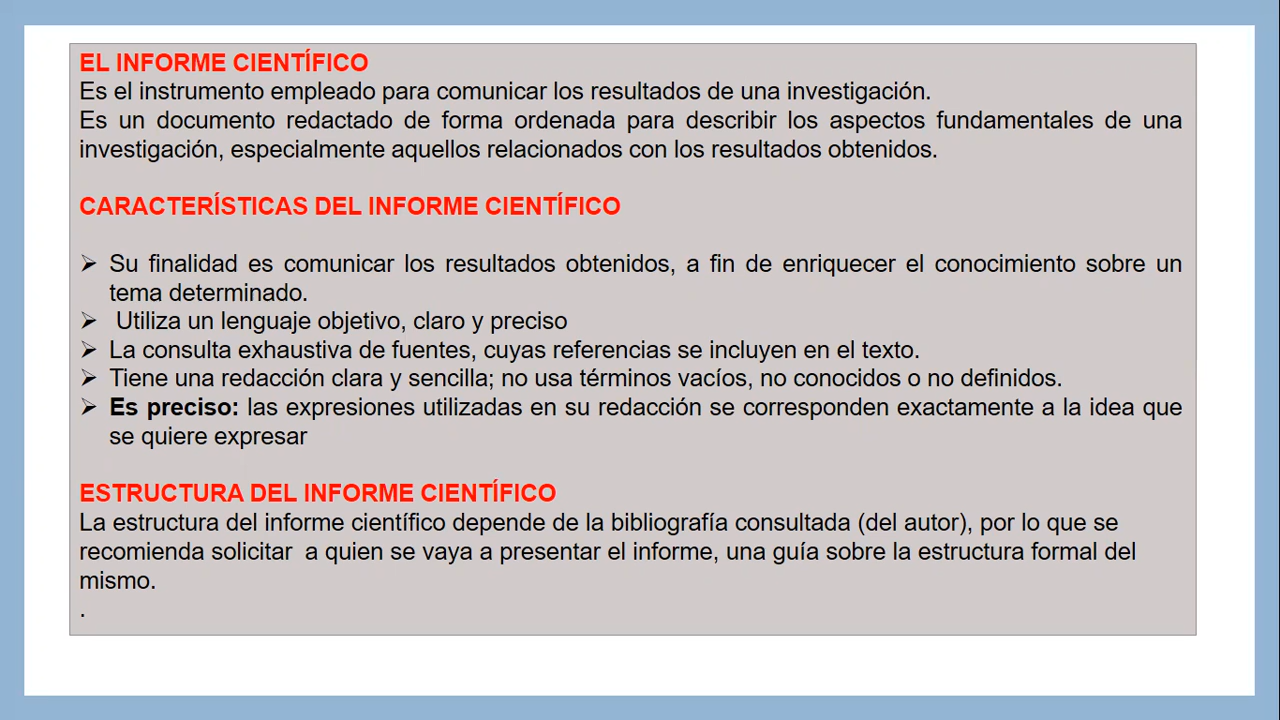 EL INFORME CIENTÍFICO
Es el instrumento empleado para comunicar los resultados de una investigación.
Es un documento redactado de forma ordenada para describir los aspectos fundamentales de una
investigación, especialmente aquellos relacionados con los resultados obtenidos.
CARACTERÍSTICAS DEL INFORME CIENTÍFICO
➢ Su finalidad es comunicar los resultados obtenidos, a fin de enriquecer el conocimiento sobre un
tema determinado.
➢ Utiliza un lenguaje objetivo, claro y preciso
➢ La consulta exhaustiva de fuentes, cuyas referencias se incluyen en el texto.
➢ Tiene una redacción clara y sencilla; no usa términos vacíos, no conocidos o no definidos.
➢ Es preciso: las expresiones utilizadas en su redacción se corresponden exactamente a la idea que
se quiere expresar
ESTRUCTURA DEL INFORME CIENTÍFICO
La estructura del informe científico depende de la bibliografía consultada (del autor), por lo que se
recomienda solicitar a quien se vaya a presentar el informe, una guía sobre la estructura formal del
mismo.
.